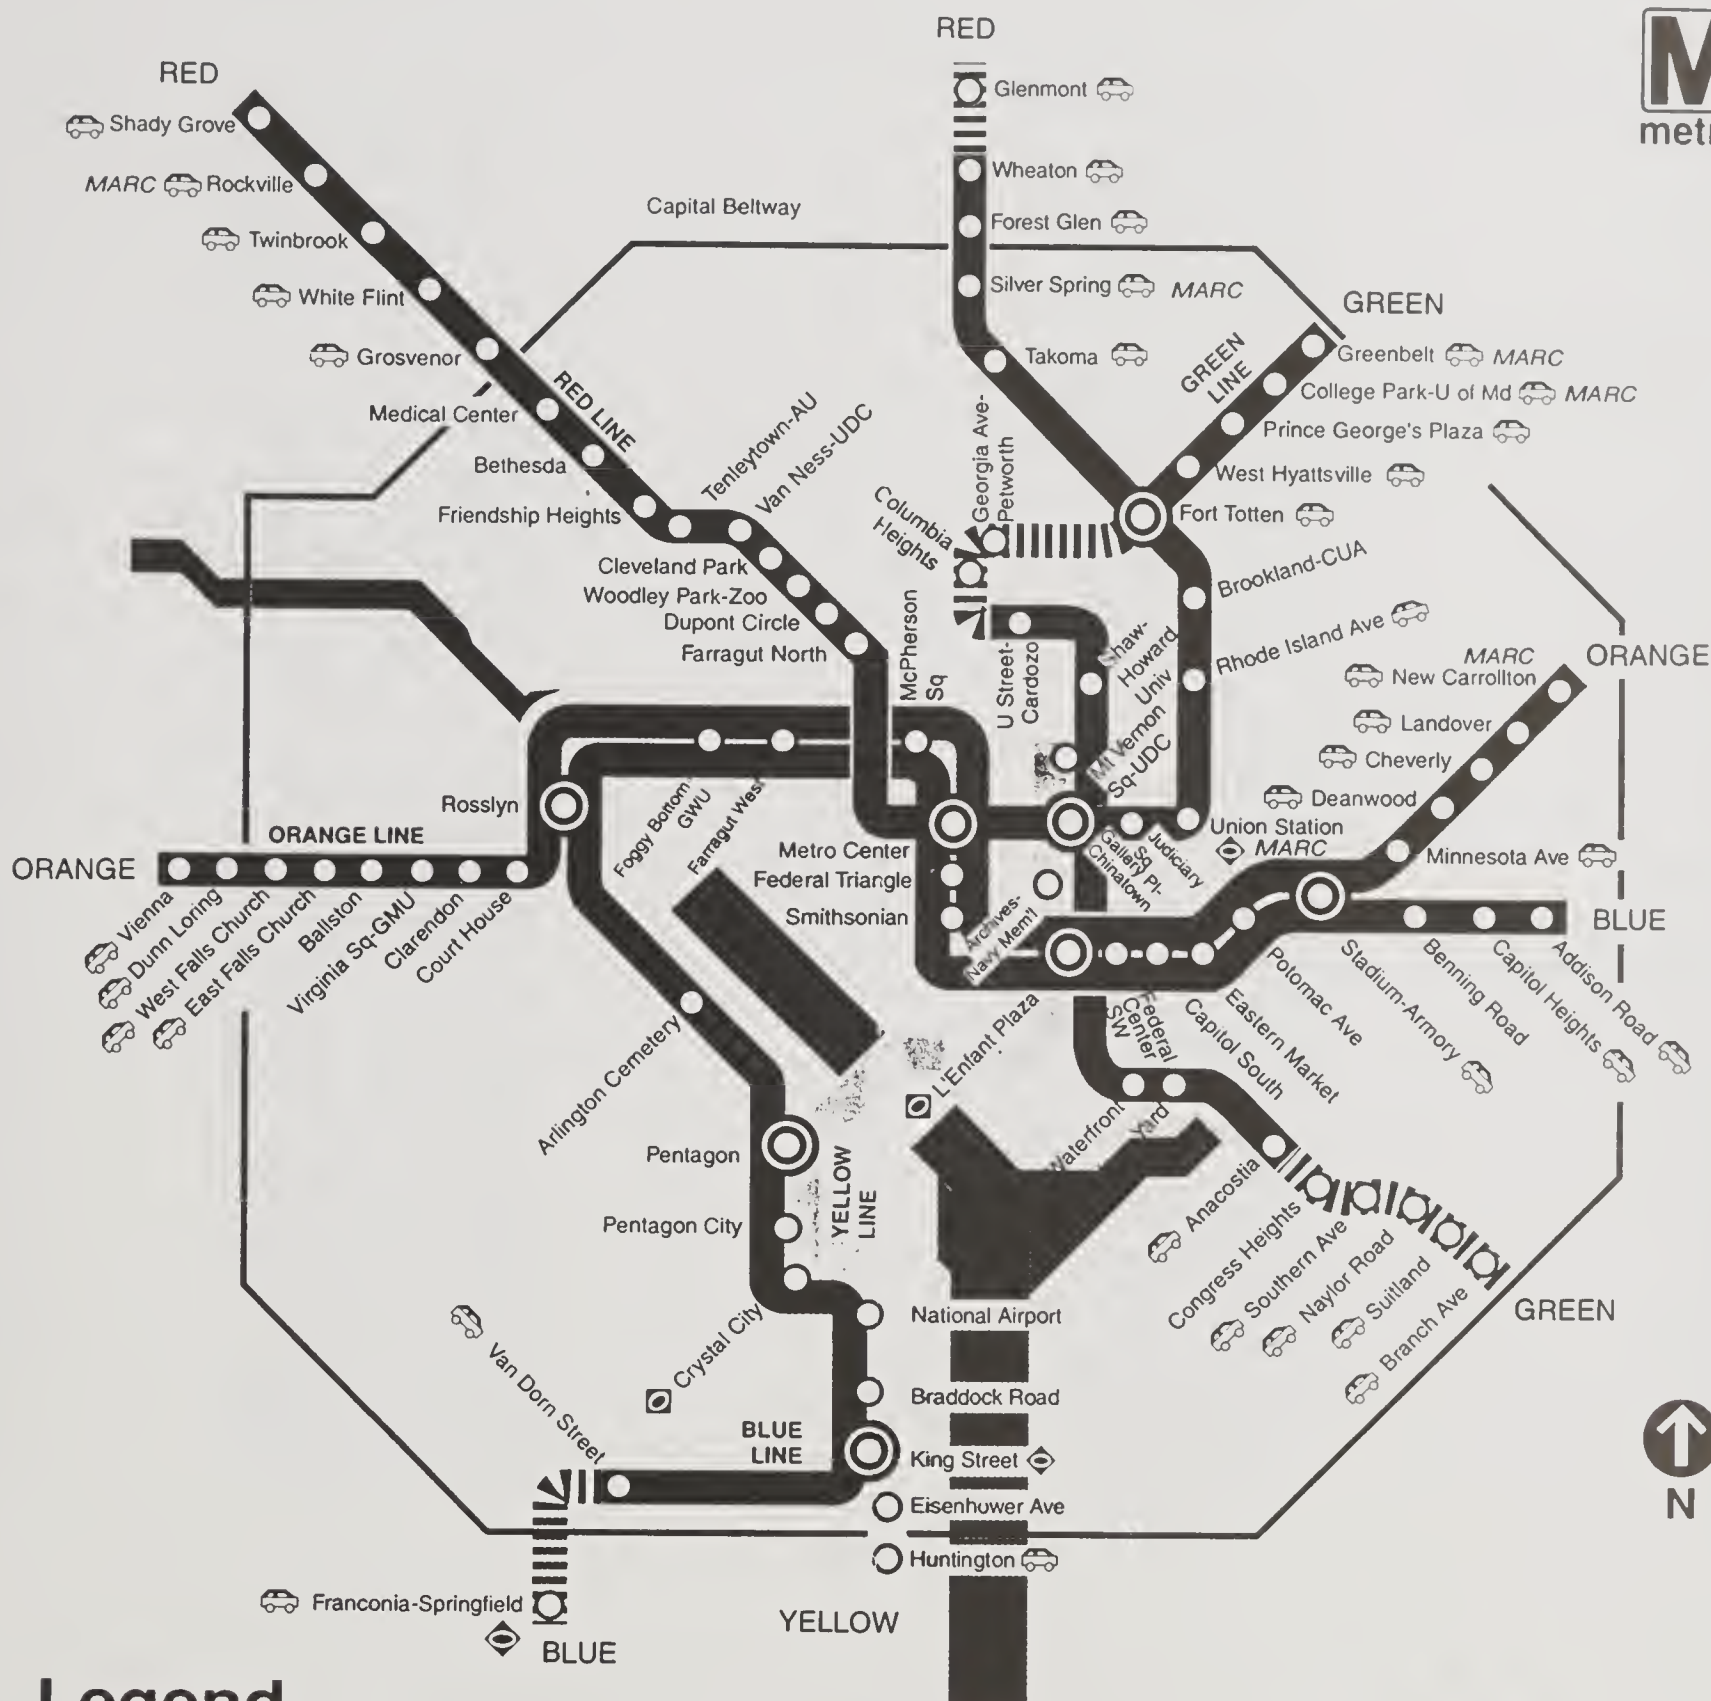 RED
RED
M
Shady Grove
MARC Rockville
Twinbrook
White Flint
Grosvenor
Medical Center
Bethesda
Friendship Heights
RED LINE
Tenleytown-AU
Van Ness-UDC
Cleveland Park
Woodley Park-Zoo
Dupont Circle
Farragut North
Capital Beltway
Glenmont
Wheaton
Forest Glen
Silver Spring MARC
Takoma
GREEN
GREEN
LINE
Greenbelt MARC
College Park-U of Md MARC
Prince George's Plaza
West Hyattsville
Fort Totten
Georgia Ave-
Petworth
Columbia
Heights
U Street-
Cardozo
Shaw-
Howard
Univ
Mt Vernon
Sq-UDC
Brookland-CUA
Rhode Island Ave
Union Station
MARC
Judiciary
Sq
Gallery Pl-
Chinatown
McPherson
Sq
Metro Center
Federal Triangle
Smithsonian
Archives-
Navy Mem'l
Foggy Bottom-
GWU
Farragut West
Rosslyn
ORANGE
ORANGE LINE
Vienna
Dunn Loring
West Falls Church
East Falls Church
Ballston
Virginia Sq-GMU
Clarendon
Court House
MARC
New Carrollton
ORANGE
Landover
Cheverly
Deanwood
Minnesota Ave
BLUE
Addison Road
Capitol Heights
Benning Road
Stadium-Armory
Potomac Ave
Eastern Market
Capitol South
Federal
Center
SW
L'Enfant Plaza
Waterfront
Yard
Anacostia
Congress Heights
Southern Ave
Naylor Road
Suitland
Branch Ave
GREEN
Arlington Cemetery
Pentagon
YELLOW
LINE
Pentagon City
Crystal City
National Airport
Braddock Road
King Street
Eisenhower Ave
Huntington
YELLOW
BLUE
LINE
Van Dorn Street
Franconia-Springfield
BLUE
N
Legend